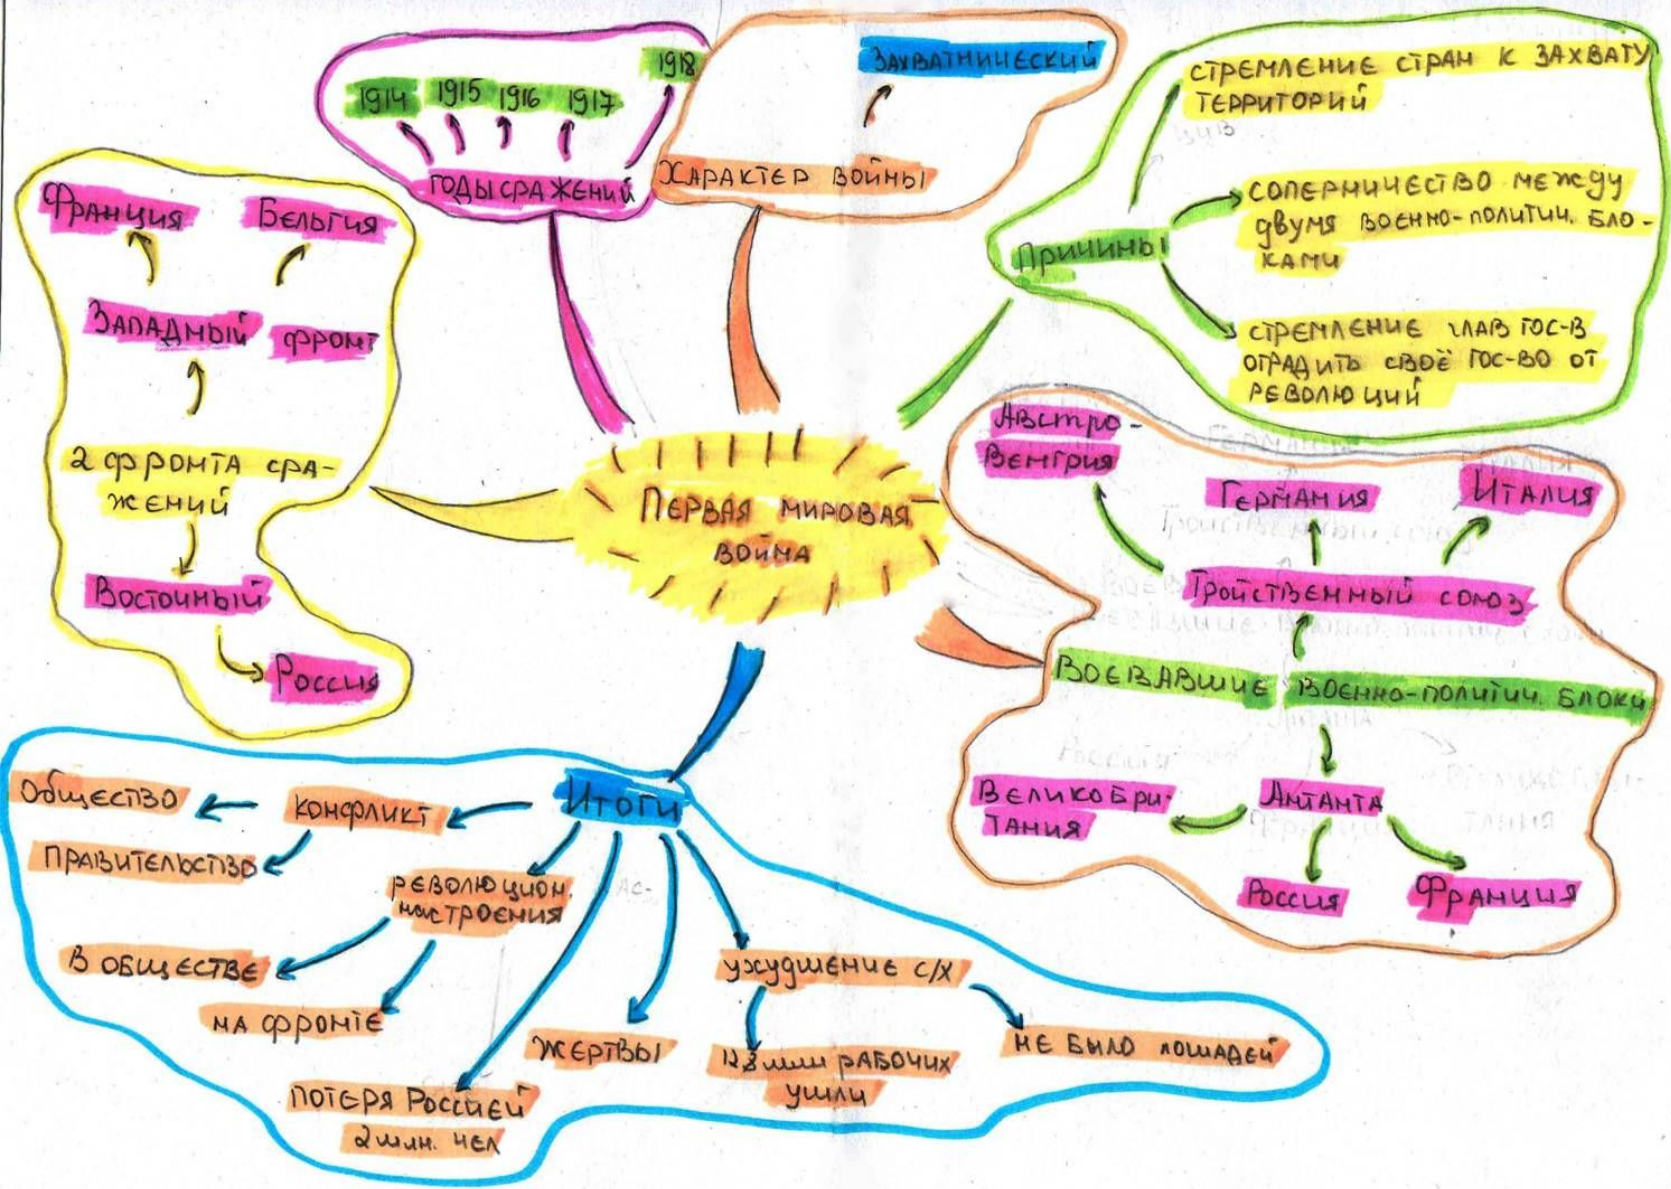 1914 1915 1916 1917 1918
ГОДЫ СРАЖЕНИЙ
ЗАХВАТНИЧЕСКИЙ
ХАРАКТЕР ВОЙНЫ
ПРИЧИНЫ
СТРЕМЛЕНИЕ СТРАН К ЗАХВАТУ
ТЕРРИТОРИЙ
СОПЕРНИЧЕСТВО МЕЖДУ
ДВУМЯ ВОЕННО-ПОЛИТИЧ. БЛО-
КАМИ
СТРЕМЛЕНИЕ ГЛАВ ГОС-В
ОГРАДИТЬ СВОЁ ГОС-ВО ОТ
РЕВОЛЮЦИЙ
ФРАНЦИЯ
БЕЛЬГИЯ
ЗАПАДНЫЙ ФРОНТ
2 ФРОНТА СРА-
ЖЕНИЙ
ВОСТОЧНЫЙ
РОССИЯ
ПЕРВАЯ МИРОВАЯ
ВОЙНА
АВСТРО-
ВЕНГРИЯ
ГЕРМАНИЯ
ИТАЛИЯ
ТРОЙСТВЕННЫЙ СОЮЗ
ВОЕВАВШИЕ ВОЕННО-ПОЛИТИЧ. БЛОКИ
АНТАНТА
ВЕЛИКОБРИ-
ТАНИЯ
РОССИЯ
ФРАНЦИЯ
ИТОГИ
КОНФЛИКТ
ОБЩЕСТВО
ПРАВИТЕЛЬСТВО
РЕВОЛЮЦИОН.
НАСТРОЕНИЯ
В ОБЩЕСТВЕ
НА ФРОНТЕ
ПОТЕРЯ РОССИЕЙ
2 МЛН. ЧЕЛ
ЖЕРТВЫ
УХУДШЕНИЕ С/Х
МЛН РАБОЧИХ
УШЛИ
НЕ БЫЛО ЛОШАДЕЙ